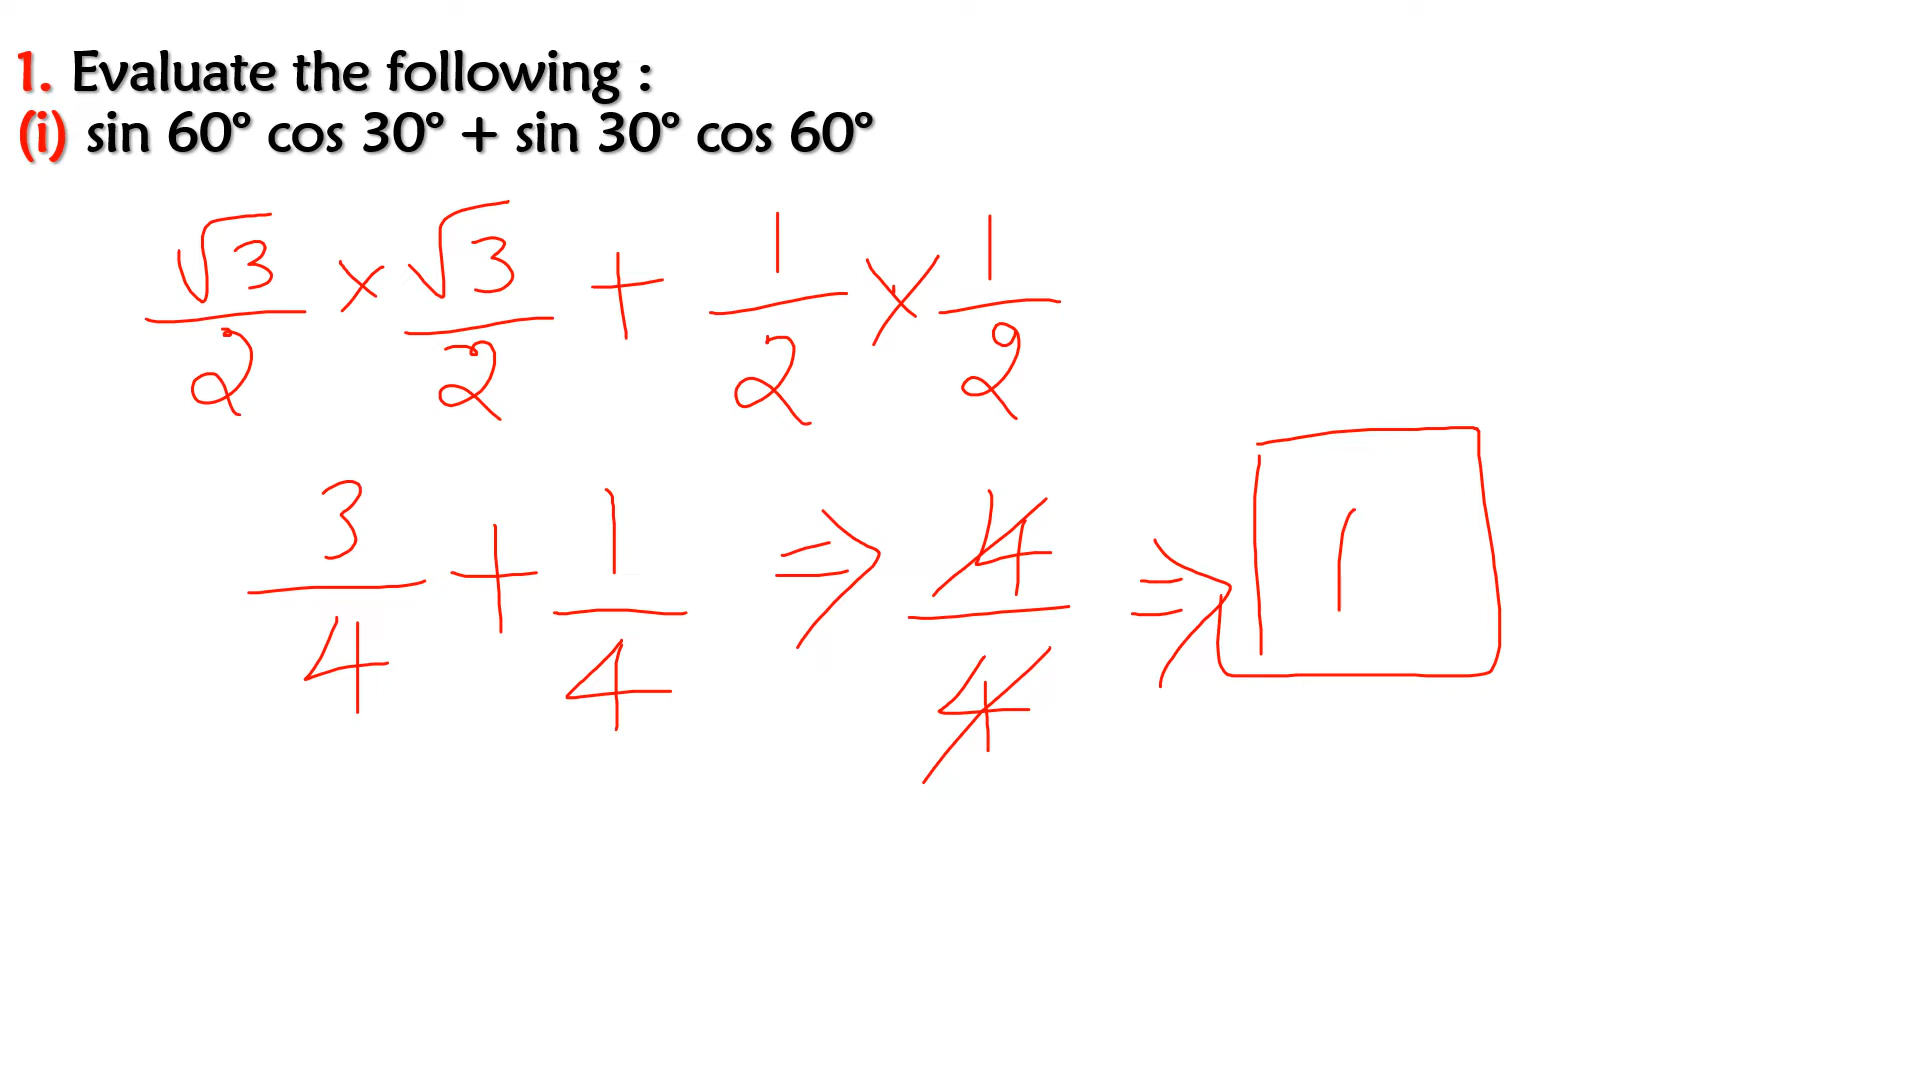 1. Evaluate the following :
(i) sin 60° cos 30° + sin 30° cos 60°
√3/2 × √3/2 + 1/2 × 1/2
3/4 + 1/4 ⇒ 4/4 ⇒ 1